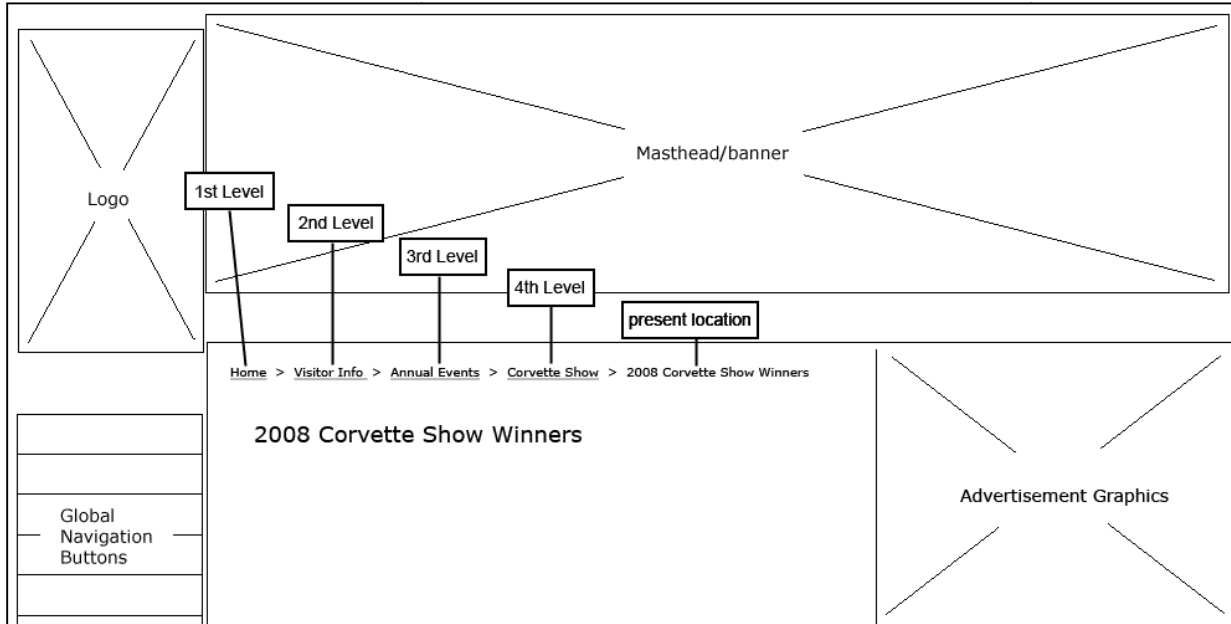 Masthead/banner
Logo
1st Level
2nd Level
3rd Level
4th Level
present location
Home > Visitor Info > Annual Events > Corvette Show > 2008 Corvette Show Winners
2008 Corvette Show Winners
Advertisement Graphics
Global
Navigation
Buttons